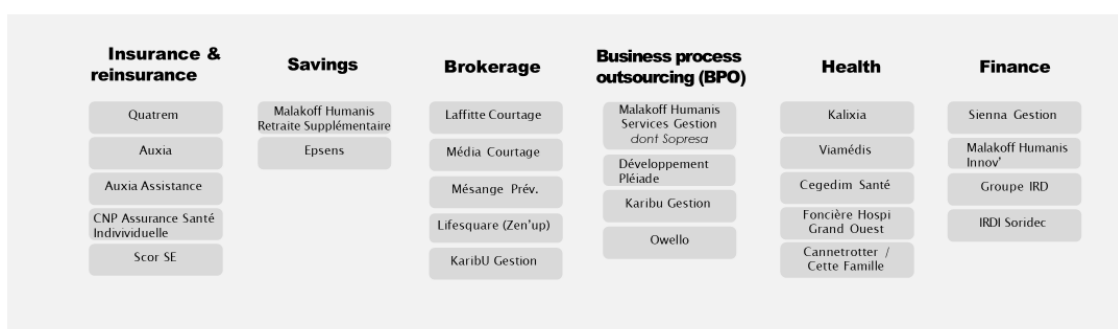 Insurance &
reinsurance
Quatrem
Auxia
Auxia Assistance
CNP Assurance Santé
Indivividuelle
Scor SE
Savings
Malakoff Humanis
Retraite Supplémentaire
Epsens
Brokerage
Laffitte Courtage
Média Courtage
Mésange Prév.
Lifesquare (Zen'up)
KaribU Gestion
Business process
outsourcing (BPO)
Malakoff Humanis
Services Gestion
dont Sopresa
Développement
Pléiade
Karibu Gestion
Owello
Health
Kalixia
Viamédis
Cegedim Santé
Foncière Hospi
Grand Ouest
Cannetrotter /
Cette Famille
Finance
Sienna Gestion
Malakoff Humanis
Innov'
Groupe IRD
IRDI Soridec